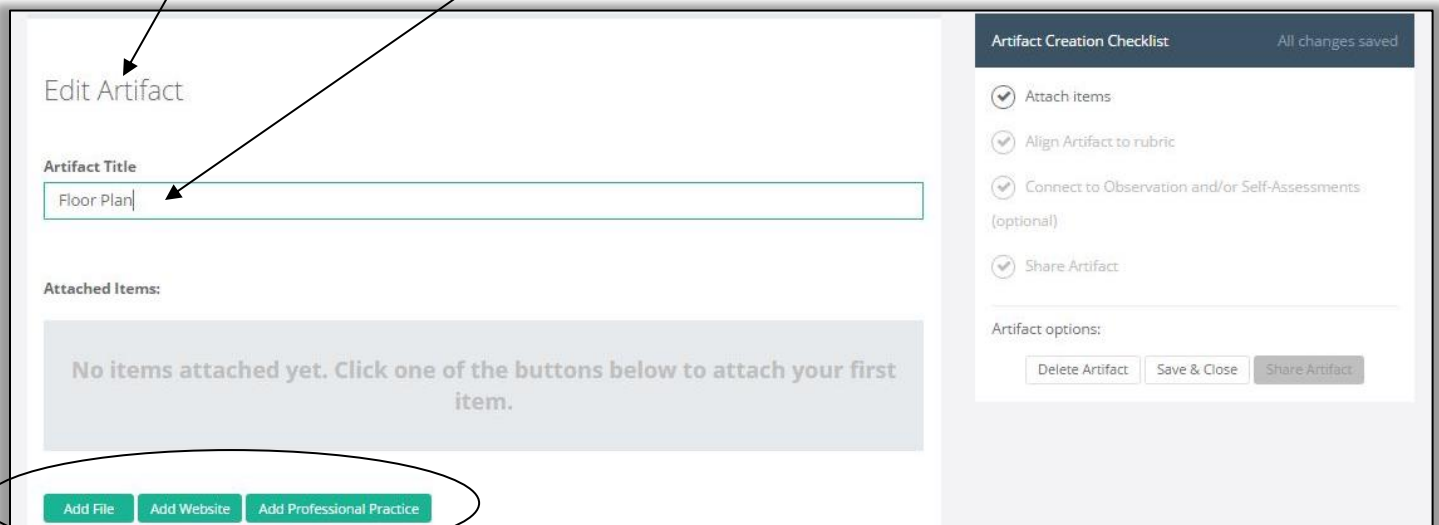 Edit Artifact
Artifact Title
Floor Plan
Attached Items:
No items attached yet. Click one of the buttons below to attach your first
item.
Add File
Add Website
Add Professional Practice
Artifact Creation Checklist
All changes saved
Attach items
Align Artifact to rubric
Connect to Observation and/or Self-Assessments
(optional)
Share Artifact
Artifact options:
Delete Artifact
Save & Close
Share Artifact